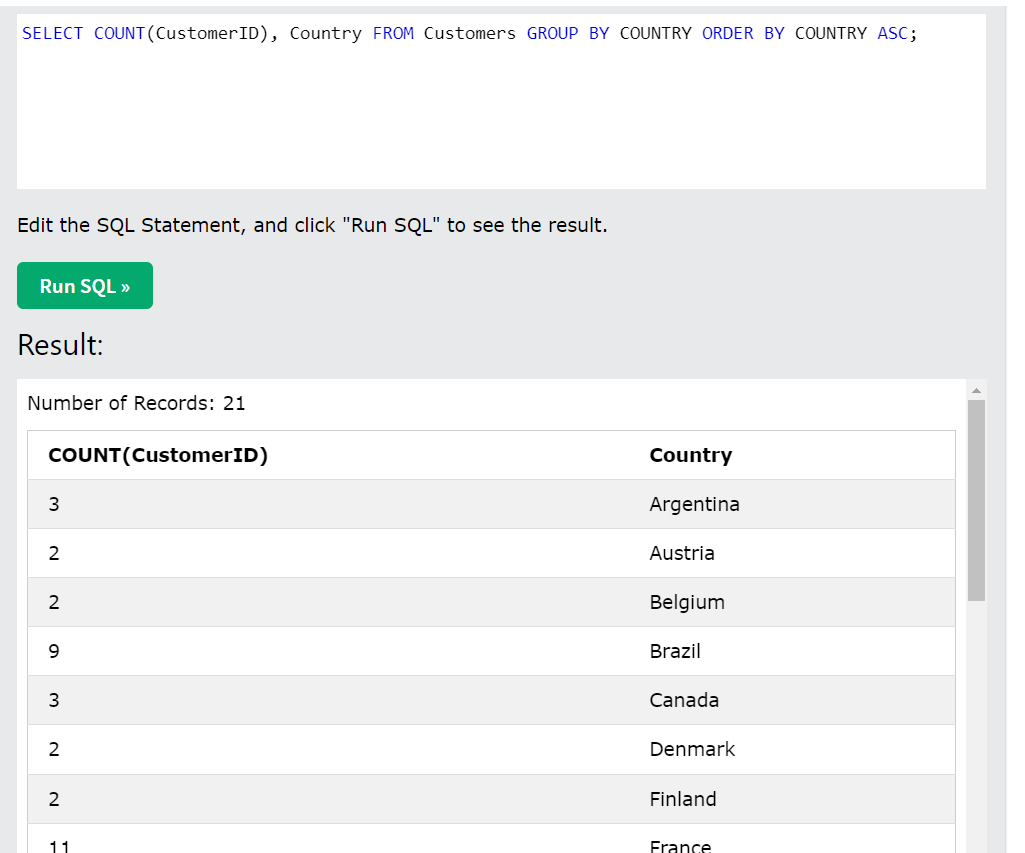 SELECT COUNT(CustomerID), Country FROM Customers GROUP BY COUNTRY ORDER BY COUNTRY ASC;
Edit the SQL Statement, and click "Run SQL" to see the result.
Run SQL »
Result:
Number of Records: 21
COUNT(CustomerID) Country
3 Argentina
2 Austria
2 Belgium
9 Brazil
3 Canada
2 Denmark
2 Finland
11 France